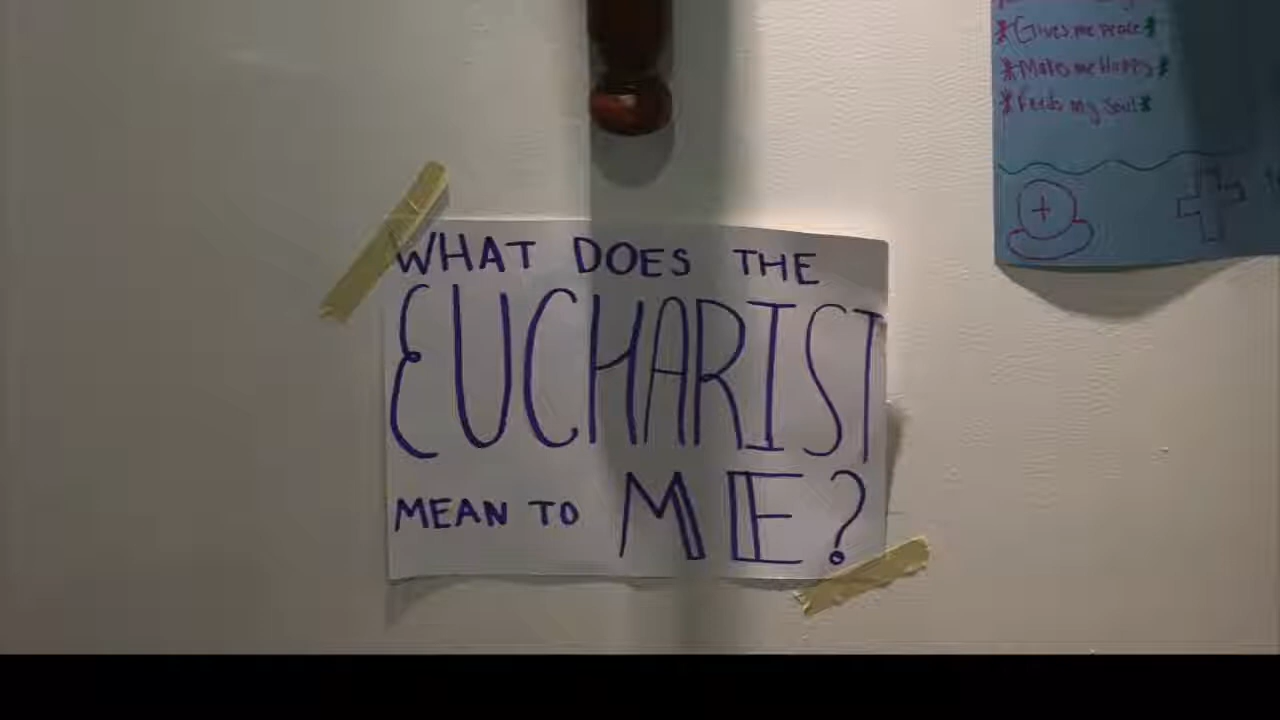 *Gives me peace*
*Makes me Happy*
*Feeds my Soul*
WHAT DOES THE
EUCHARIST
MEAN TO ME?